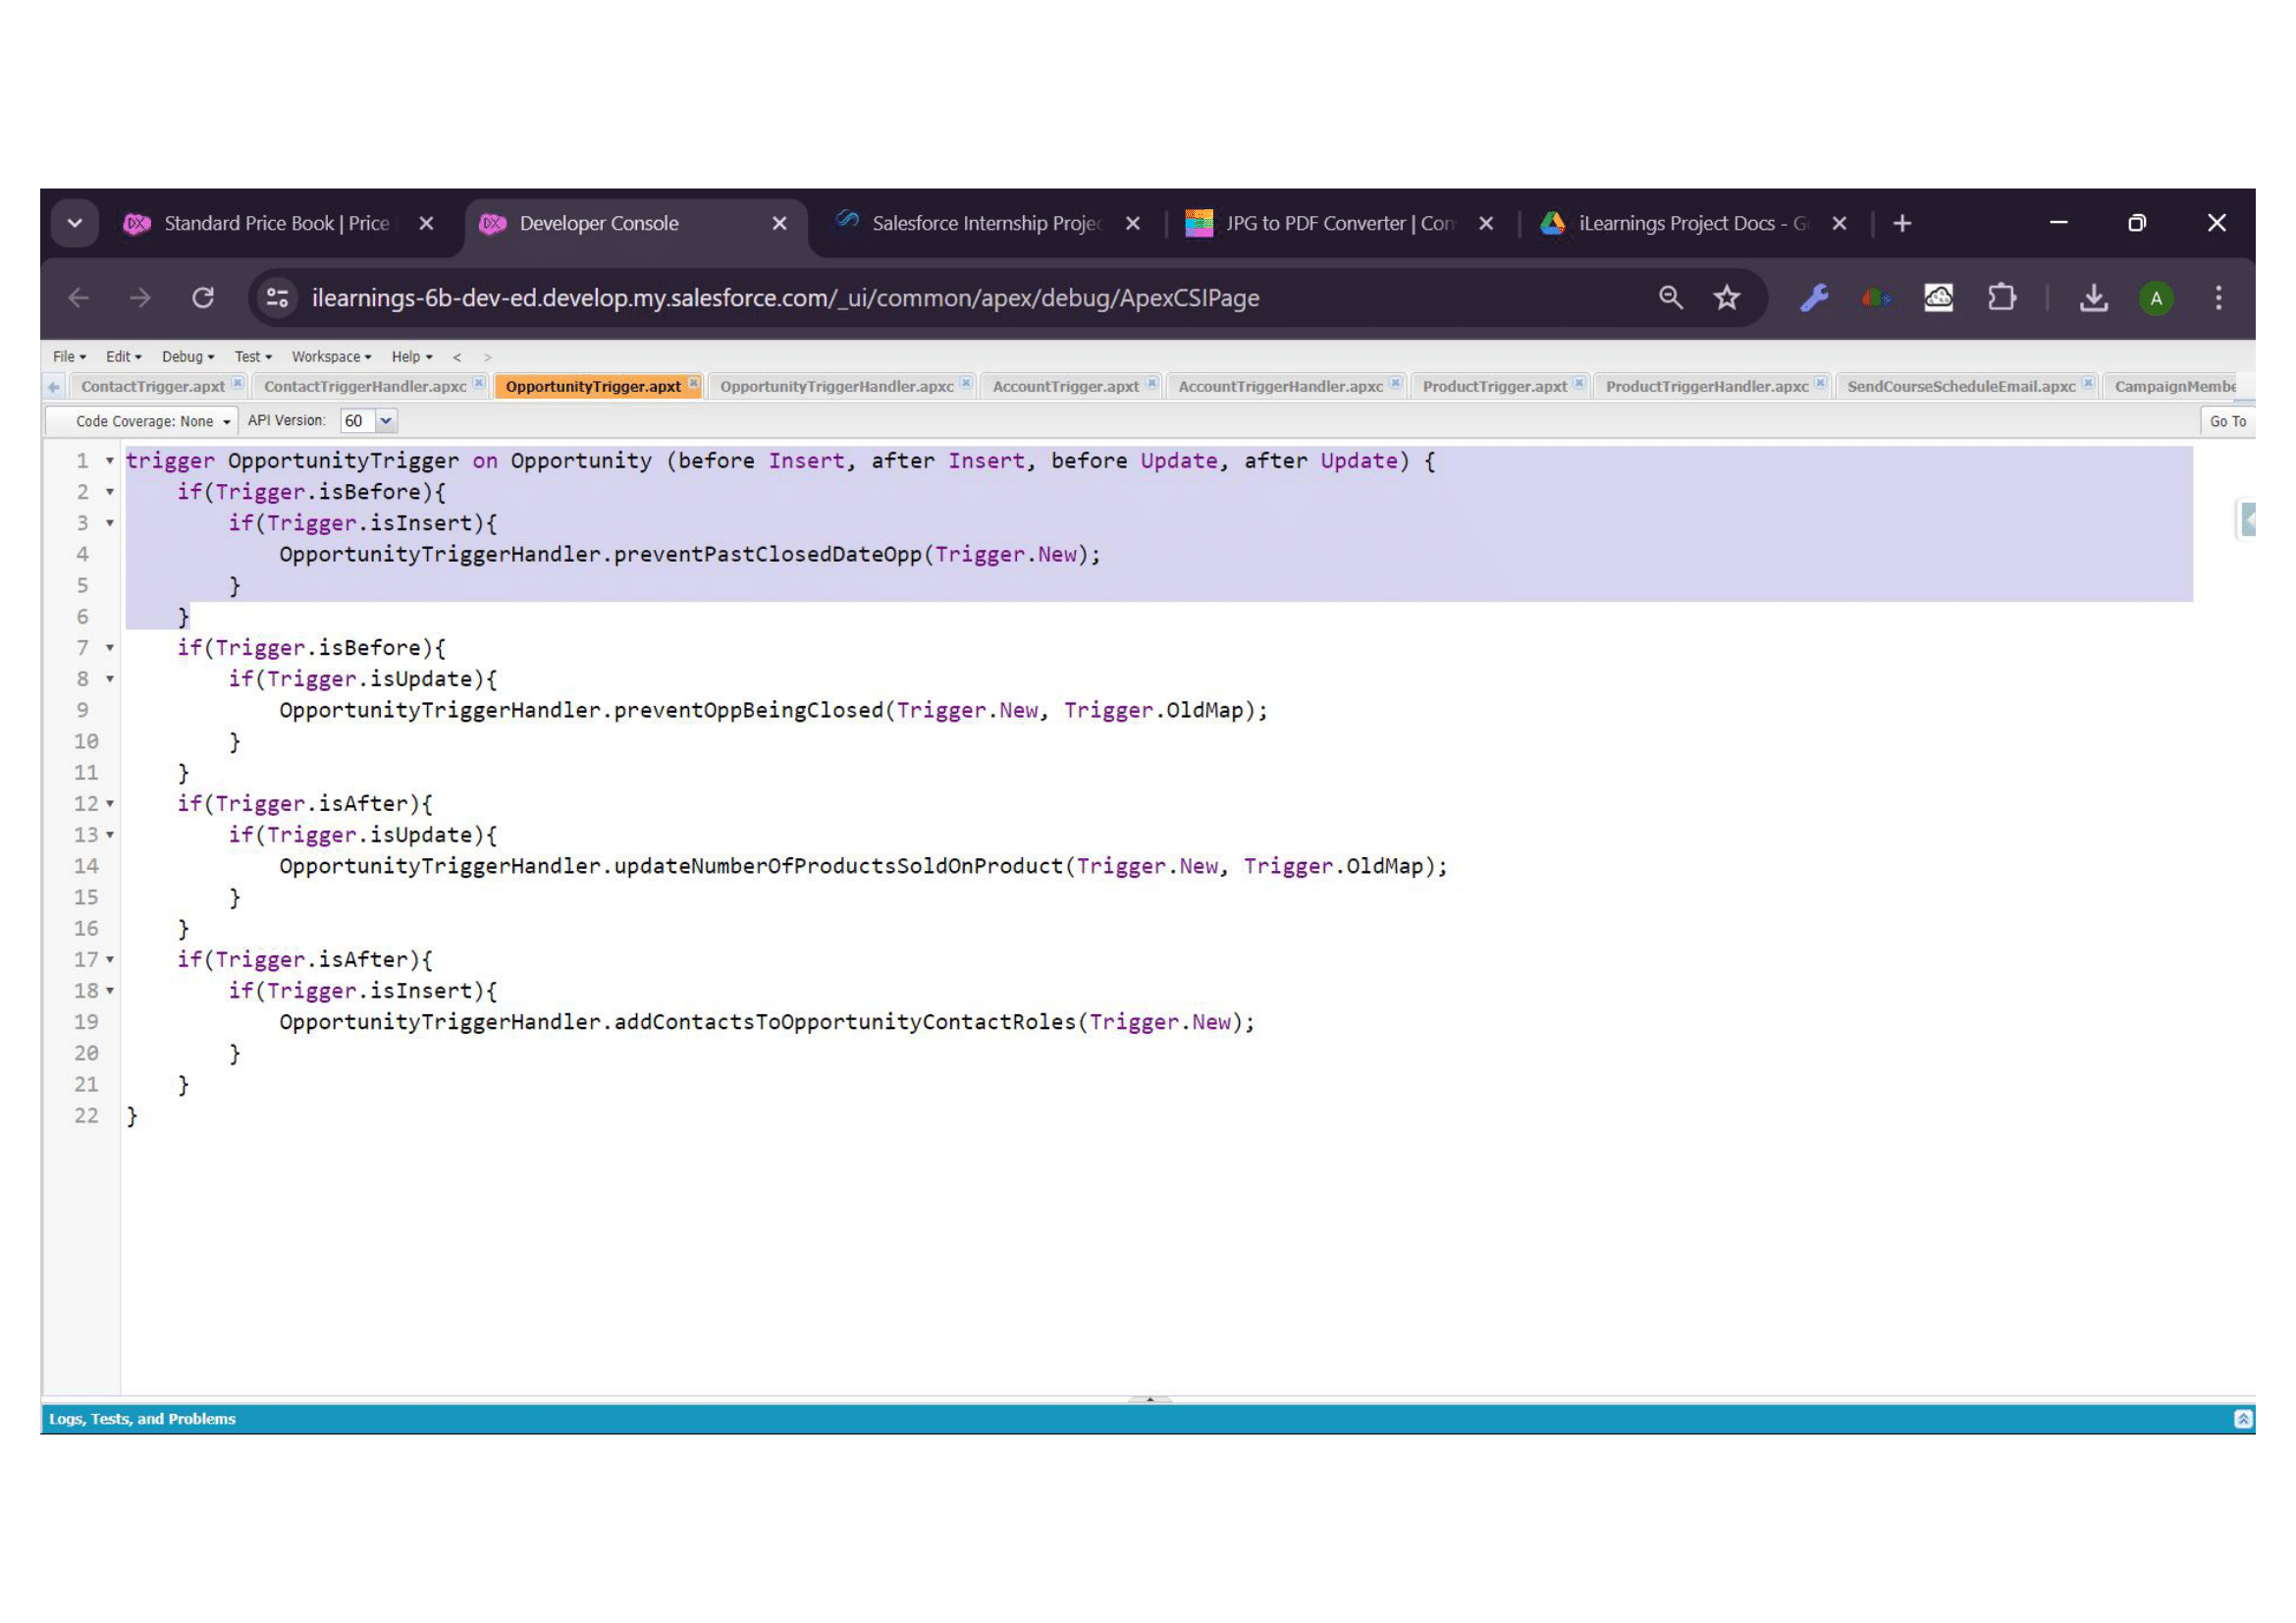 Standard Price Book | Price
Developer Console
Salesforce Internship Projec
JPG to PDF Converter | Con
iLearnings Project Docs - G
ilearnings-6b-dev-ed.develop.my.salesforce.com/_ui/common/apex/debug/ApexCSIPage
A
File Edit Debug Test Workspace Help < >
ContactTrigger.apxt ContactTriggerHandler.apxc OpportunityTrigger.apxt OpportunityTriggerHandler.apxc AccountTrigger.apxt AccountTriggerHandler.apxc ProductTrigger.apxt ProductTriggerHandler.apxc SendCourseScheduleEmail.apxc CampaignMembe
Code Coverage: None API Version: 60 Go To
1 trigger OpportunityTrigger on Opportunity (before Insert, after Insert, before Update, after Update) {
2 if(Trigger.isBefore){
3 if(Trigger.isInsert){
4 OpportunityTriggerHandler.preventPastClosedDateOpp(Trigger.New);
5 }
6 }
7 if(Trigger.isBefore){
8 if(Trigger.isUpdate){
9 OpportunityTriggerHandler.preventOppBeingClosed(Trigger.New, Trigger.OldMap);
10 }
11 }
12 if(Trigger.isAfter){
13 if(Trigger.isUpdate){
14 OpportunityTriggerHandler.updateNumberOfProductsSoldOnProduct(Trigger.New, Trigger.OldMap);
15 }
16 }
17 if(Trigger.isAfter){
18 if(Trigger.isInsert){
19 OpportunityTriggerHandler.addContactsToOpportunityContactRoles(Trigger.New);
20 }
21 }
22 }
Logs, Tests, and Problems